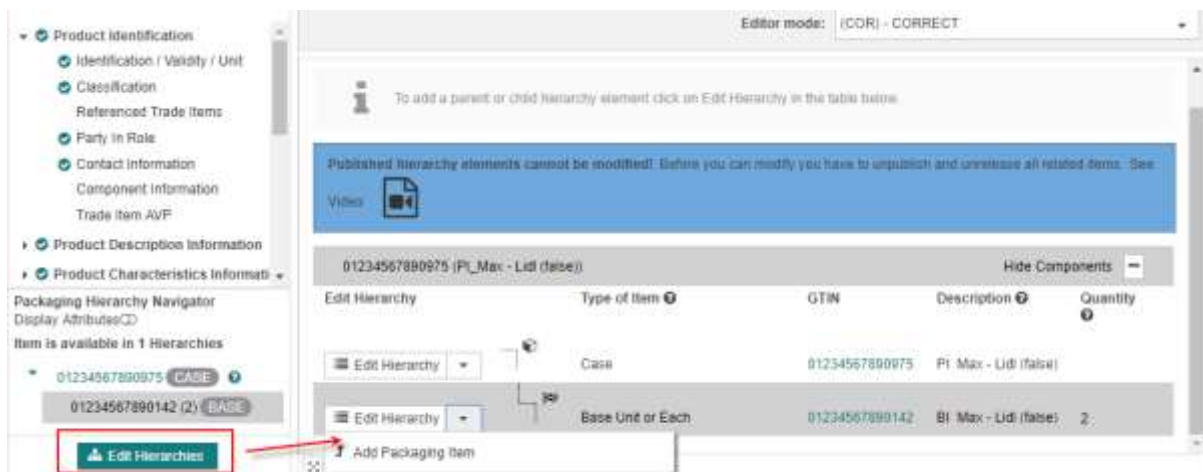 Editor mode: (COR) - CORRECT
Product Identification
Identification / Validity / Unit
Classification
Referenced Trade Items
Party In Role
Contact Information
Component Information
Trade Item AVP
Product Description Information
Product Characteristics Informati
Packaging Hierarchy Navigator
Display Attributes
Item is available in 1 Hierarchies
01234567890975 CASE
01234567890142 (2) BASE
Edit Hierarchies
To add a parent or child hierarchy element click on Edit Hierarchy in the table below.
Published hierarchy elements cannot be modified! Before you can modify you have to unpublish and unrelease all related items. See
Video
01234567890975 (PI_Max - Lidl (false)) Hide Components
Edit Hierarchy Type of Item GTIN Description Quantity
Edit Hierarchy Case 01234567890975 PI_Max - Lidl (false)
Edit Hierarchy Base Unit or Each 01234567890142 BI_Max - Lidl (false) 2
Add Packaging Item